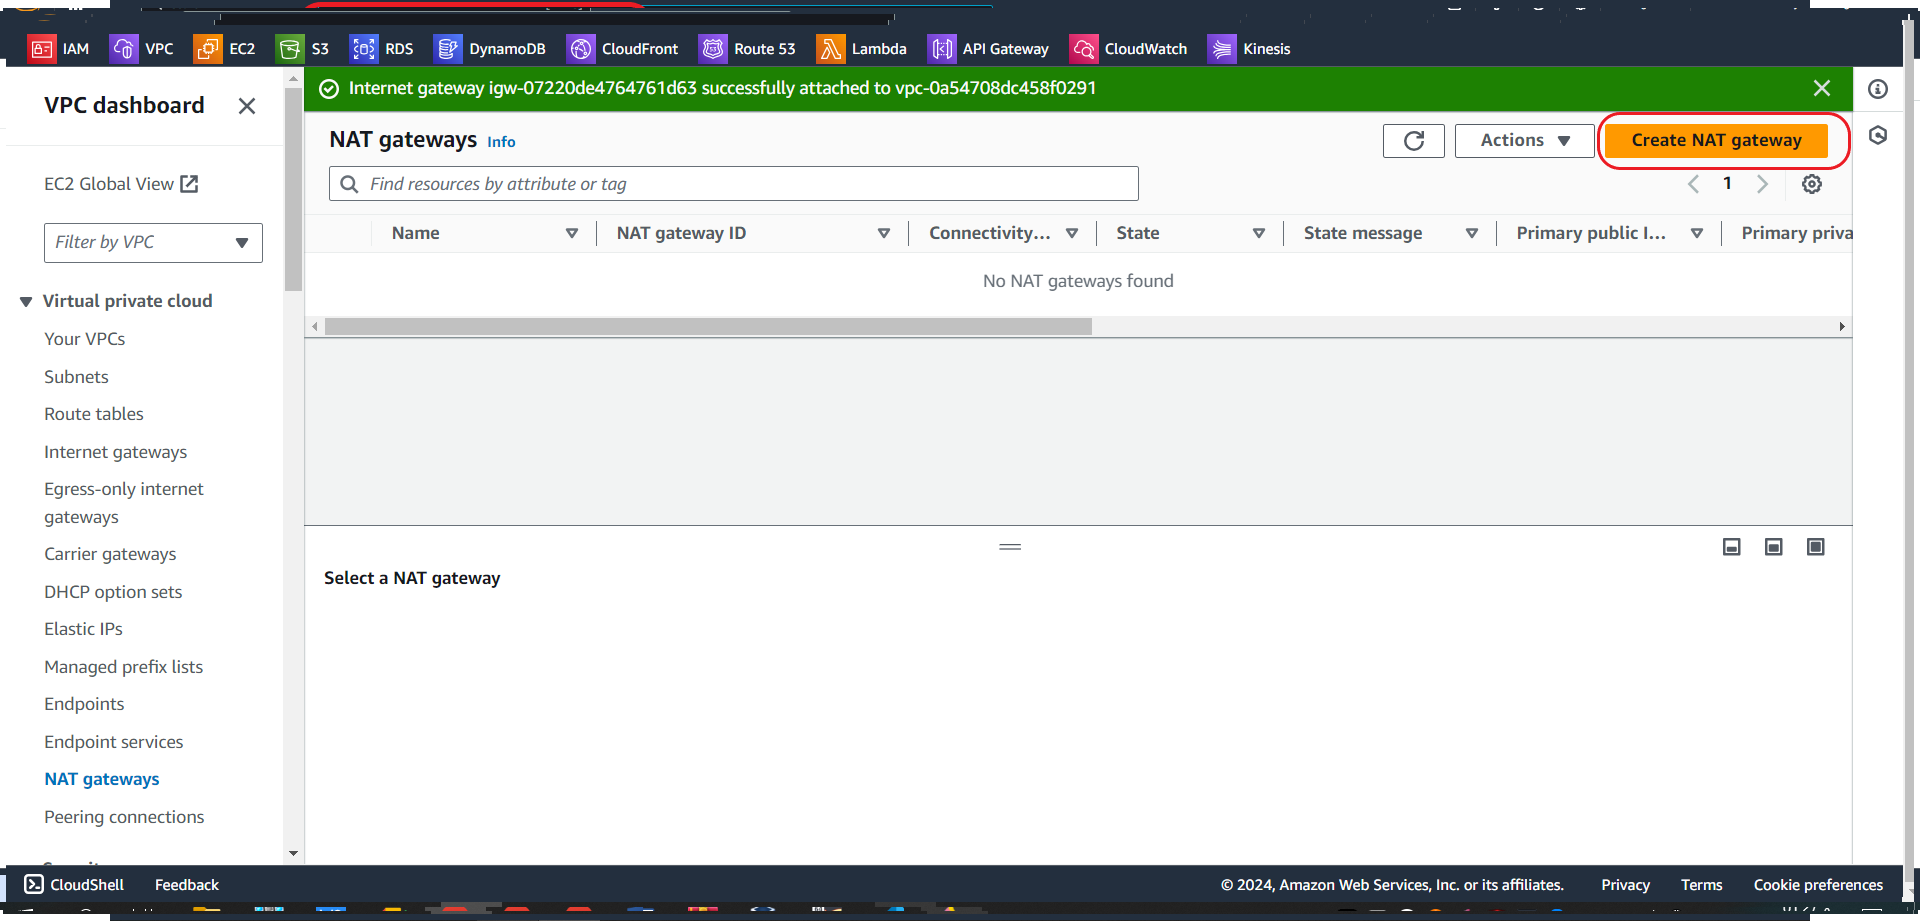 IAM VPC EC2 S3 RDS DynamoDB CloudFront Route 53 Lambda API Gateway CloudWatch Kinesis
VPC dashboard
Internet gateway igw-07220de4764761d63 successfully attached to vpc-0a54708dc458f0291
NAT gateways Info
Actions
Create NAT gateway
EC2 Global View
Find resources by attribute or tag
1
Filter by VPC
Name NAT gateway ID Connectivity... State State message Primary public I... Primary priva
No NAT gateways found
Virtual private cloud
Your VPCs
Subnets
Route tables
Internet gateways
Egress-only internet
gateways
Carrier gateways
DHCP option sets
Elastic IPs
Managed prefix lists
Endpoints
Endpoint services
NAT gateways
Peering connections
Select a NAT gateway
CloudShell Feedback © 2024, Amazon Web Services, Inc. or its affiliates. Privacy Terms Cookie preferences